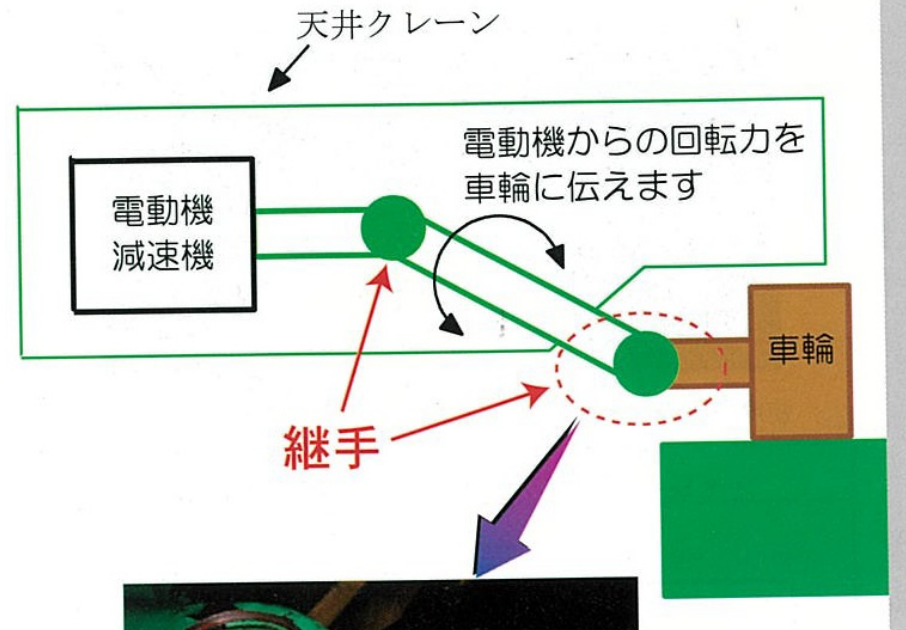 天井クレーン
電動機からの回転力を
車輪に伝えます
電動機
減速機
車輪
継手